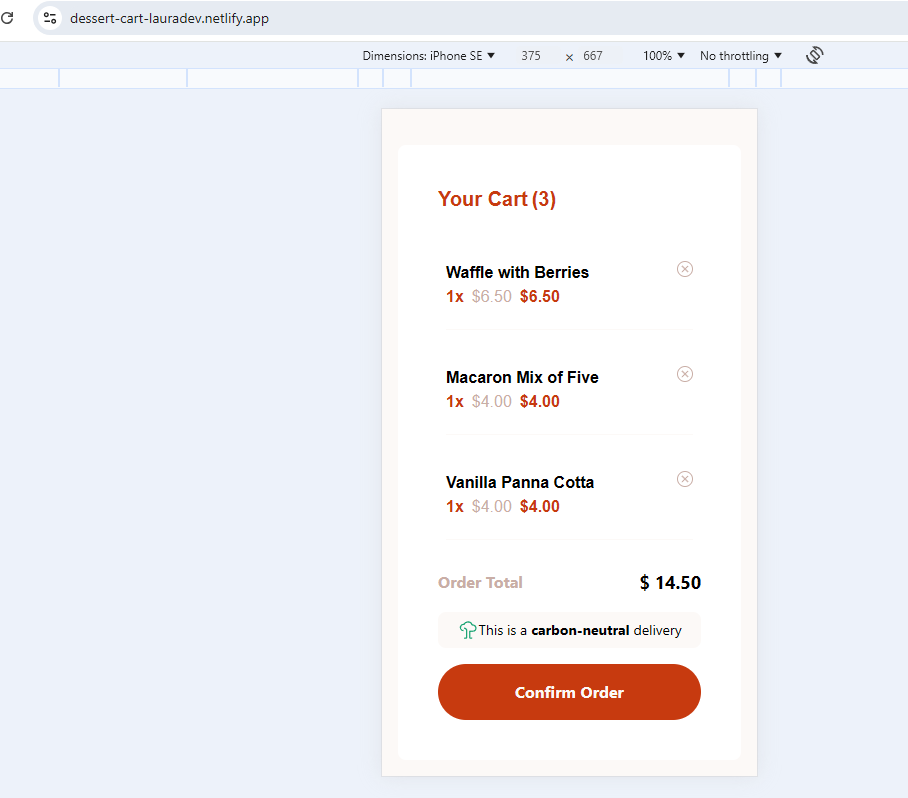 dessert-cart-lauradev.netlify.app
Dimensions: iPhone SE ▼ 375 × 667 100% ▼ No throttling ▼
Your Cart (3)
Waffle with Berries
1x $6.50 $6.50
Macaron Mix of Five
1x $4.00 $4.00
Vanilla Panna Cotta
1x $4.00 $4.00
Order Total $ 14.50
This is a carbon-neutral delivery
Confirm Order